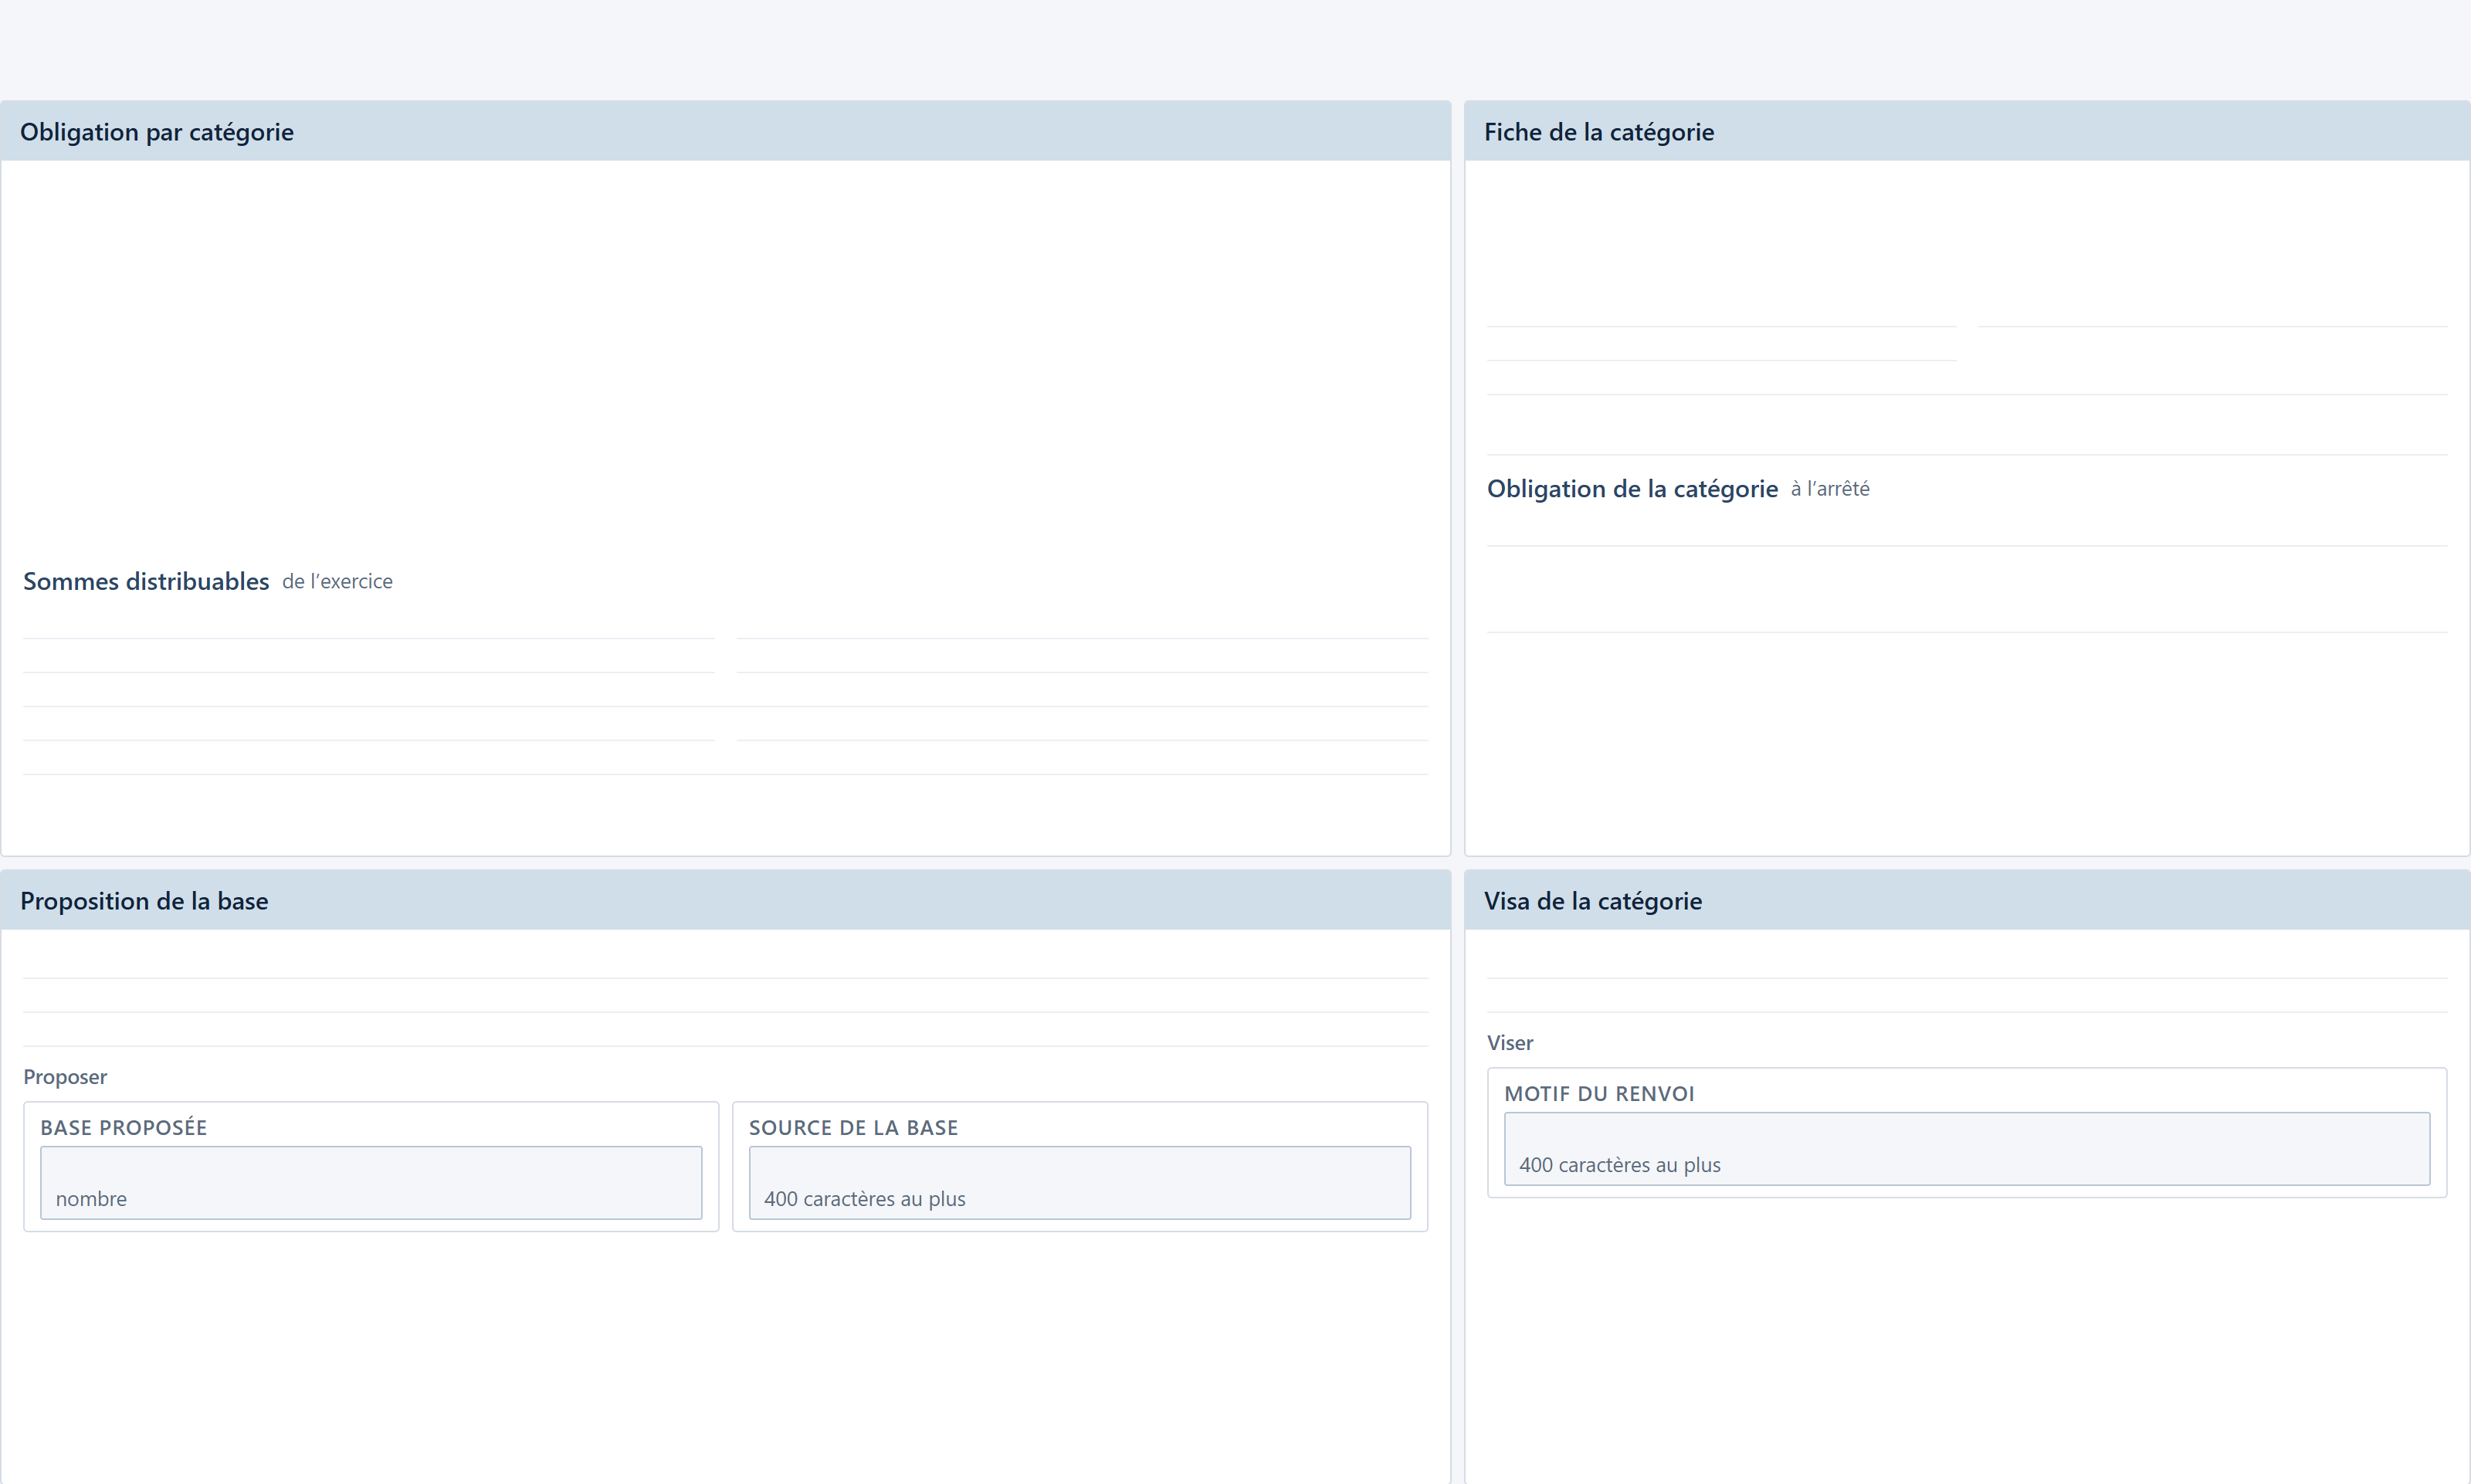 Obligation par catégorie
Sommes distribuables de l’exercice
Fiche de la catégorie
Obligation de la catégorie à l’arrêté
Proposition de la base
Proposer
BASE PROPOSÉE
nombre
SOURCE DE LA BASE
400 caractères au plus
Visa de la catégorie
Viser
MOTIF DU RENVOI
400 caractères au plus